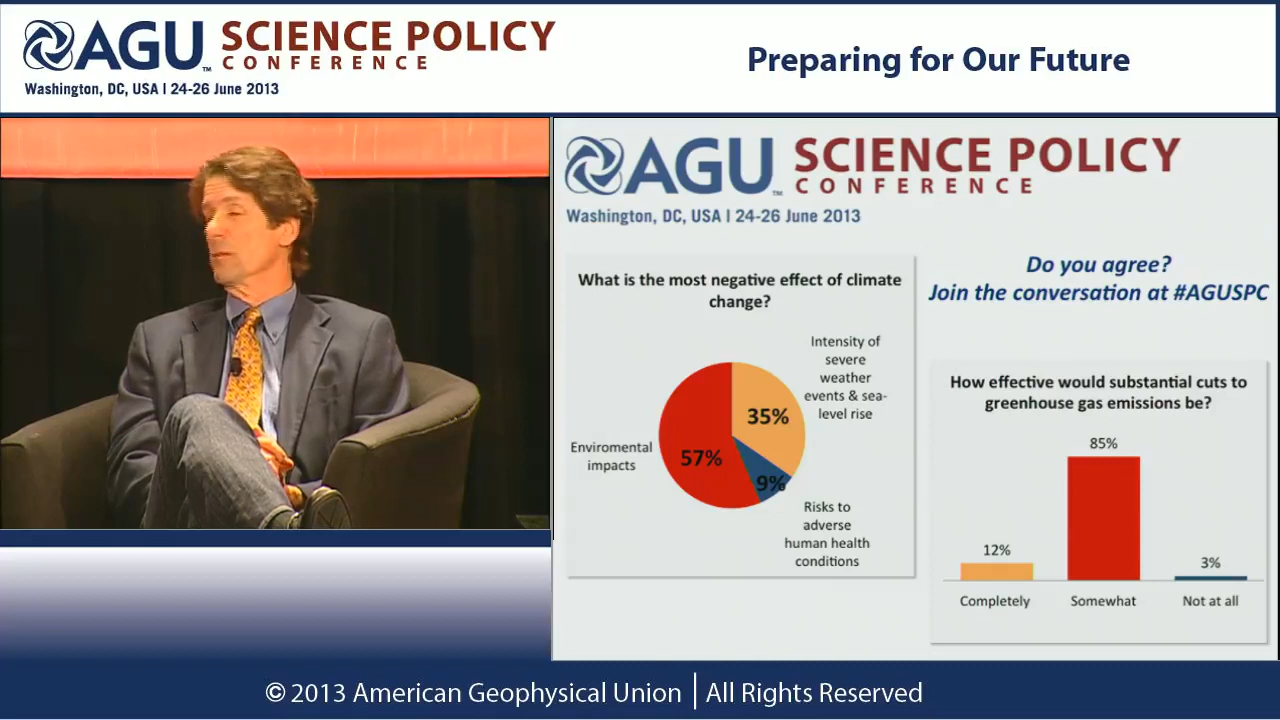 AGU™ SCIENCE POLICY
CONFERENCE
Washington, DC, USA | 24-26 June 2013
Preparing for Our Future
AGU™ SCIENCE POLICY
CONFERENCE
Washington, DC, USA | 24-26 June 2013
Do you agree?
Join the conversation at #AGUSPC
What is the most negative effect of climate
change?
Intensity of
severe
weather
events & sea-
level rise
35%
Enviromental
impacts
57%
9%
Risks to
adverse
human health
conditions
How effective would substantial cuts to
greenhouse gas emissions be?
85%
12%
3%
Completely
Somewhat
Not at all
© 2013 American Geophysical Union | All Rights Reserved